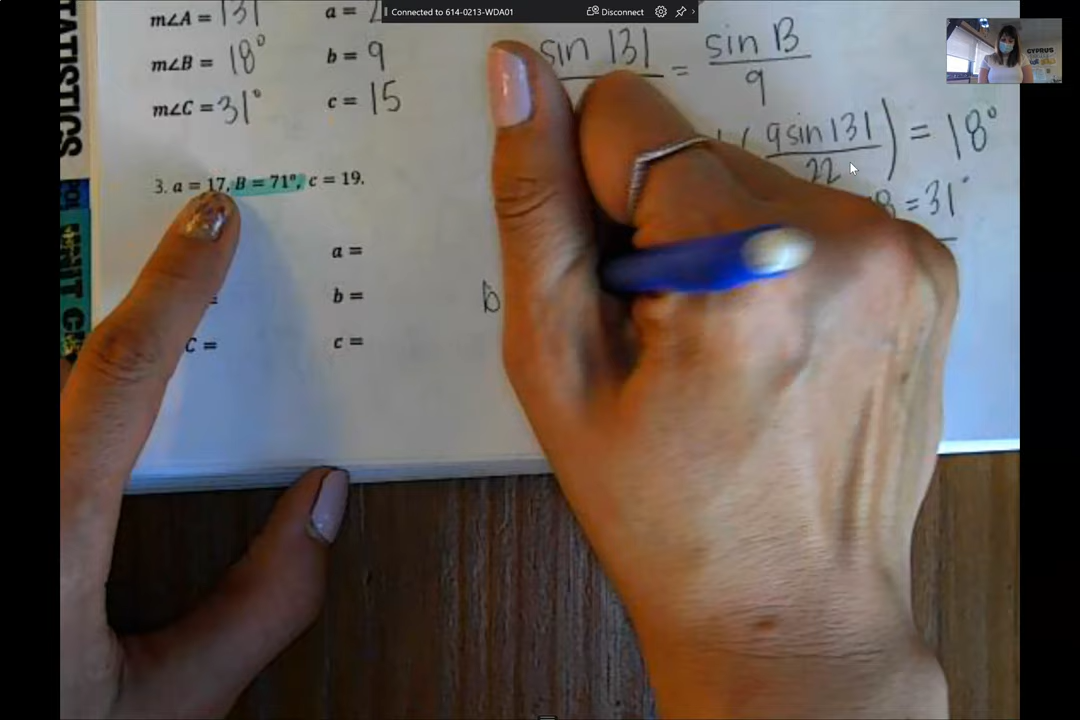 Connected to 614-0213-WDA01 Disconnect
CYPRUS
TATISTICS
m∠A = 131 a =
m∠B = 18° b = 9
m∠C = 31° c = 15
sin 131 = sin B / 9
(9 sin 131 / 22) = 18°
= 31°
3. a = 17, B = 71°, c = 19.
a =
= b =
C = c =
b